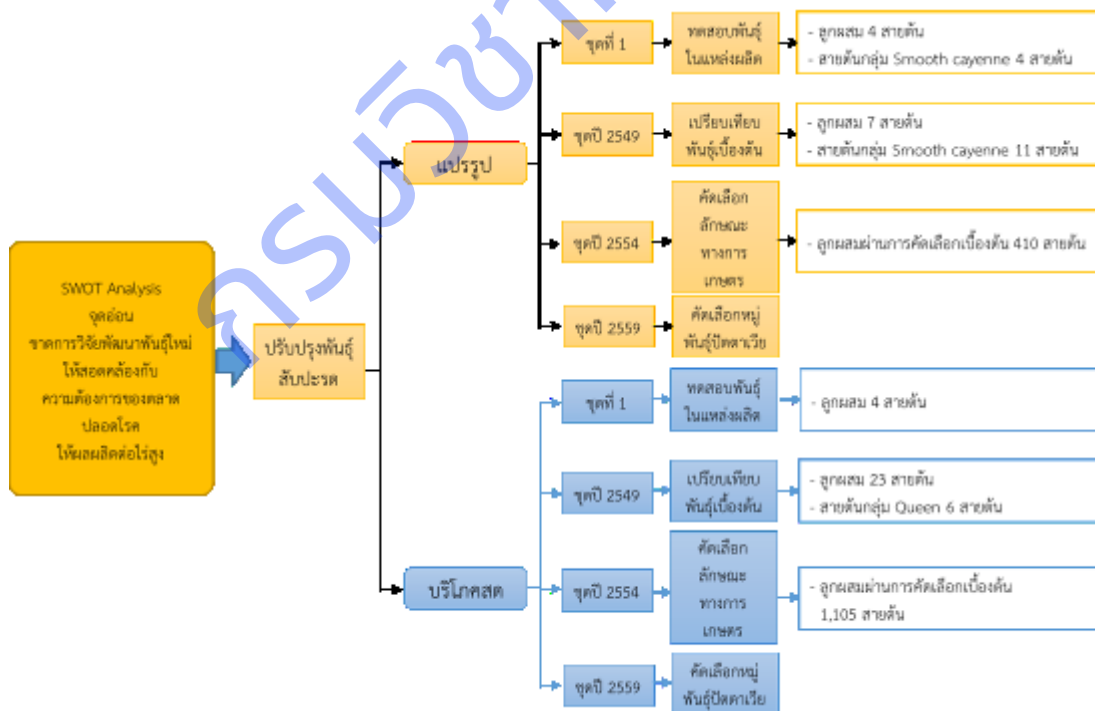 SWOT Analysis
จุดอ่อน
ขาดการวิจัยพัฒนาพันธุ์ใหม่
ให้สอดคล้องกับ
ความต้องการของตลาด
ปลอดโรค
ให้ผลผลิตต่อไร่สูง
ปรับปรุงพันธุ์
สับปะรด
แปรรูป
ชุดที่ 1
ทดสอบพันธุ์
ในแหล่งผลิต
- ลูกผสม 4 สายต้น
- สายต้นกลุ่ม Smooth cayenne 4 สายต้น
ชุดปี 2549
เปรียบเทียบ
พันธุ์เบื้องต้น
- ลูกผสม 7 สายต้น
- สายต้นกลุ่ม Smooth cayenne 11 สายต้น
ชุดปี 2554
คัดเลือก
ลักษณะ
ทางการ
เกษตร
- ลูกผสมผ่านการคัดเลือกเบื้องต้น 410 สายต้น
ชุดปี 2559
คัดเลือกหมู่
พันธุ์ปัตตาเวีย
บริโภคสด
ชุดที่ 1
ทดสอบพันธุ์
ในแหล่งผลิต
- ลูกผสม 4 สายต้น
ชุดปี 2549
เปรียบเทียบ
พันธุ์เบื้องต้น
- ลูกผสม 23 สายต้น
- สายต้นกลุ่ม Queen 6 สายต้น
ชุดปี 2554
คัดเลือก
ลักษณะ
ทางการ
เกษตร
- ลูกผสมผ่านการคัดเลือกเบื้องต้น
1,105 สายต้น
ชุดปี 2559
คัดเลือกหมู่
พันธุ์ปัตตาเวีย
กรมวิชา